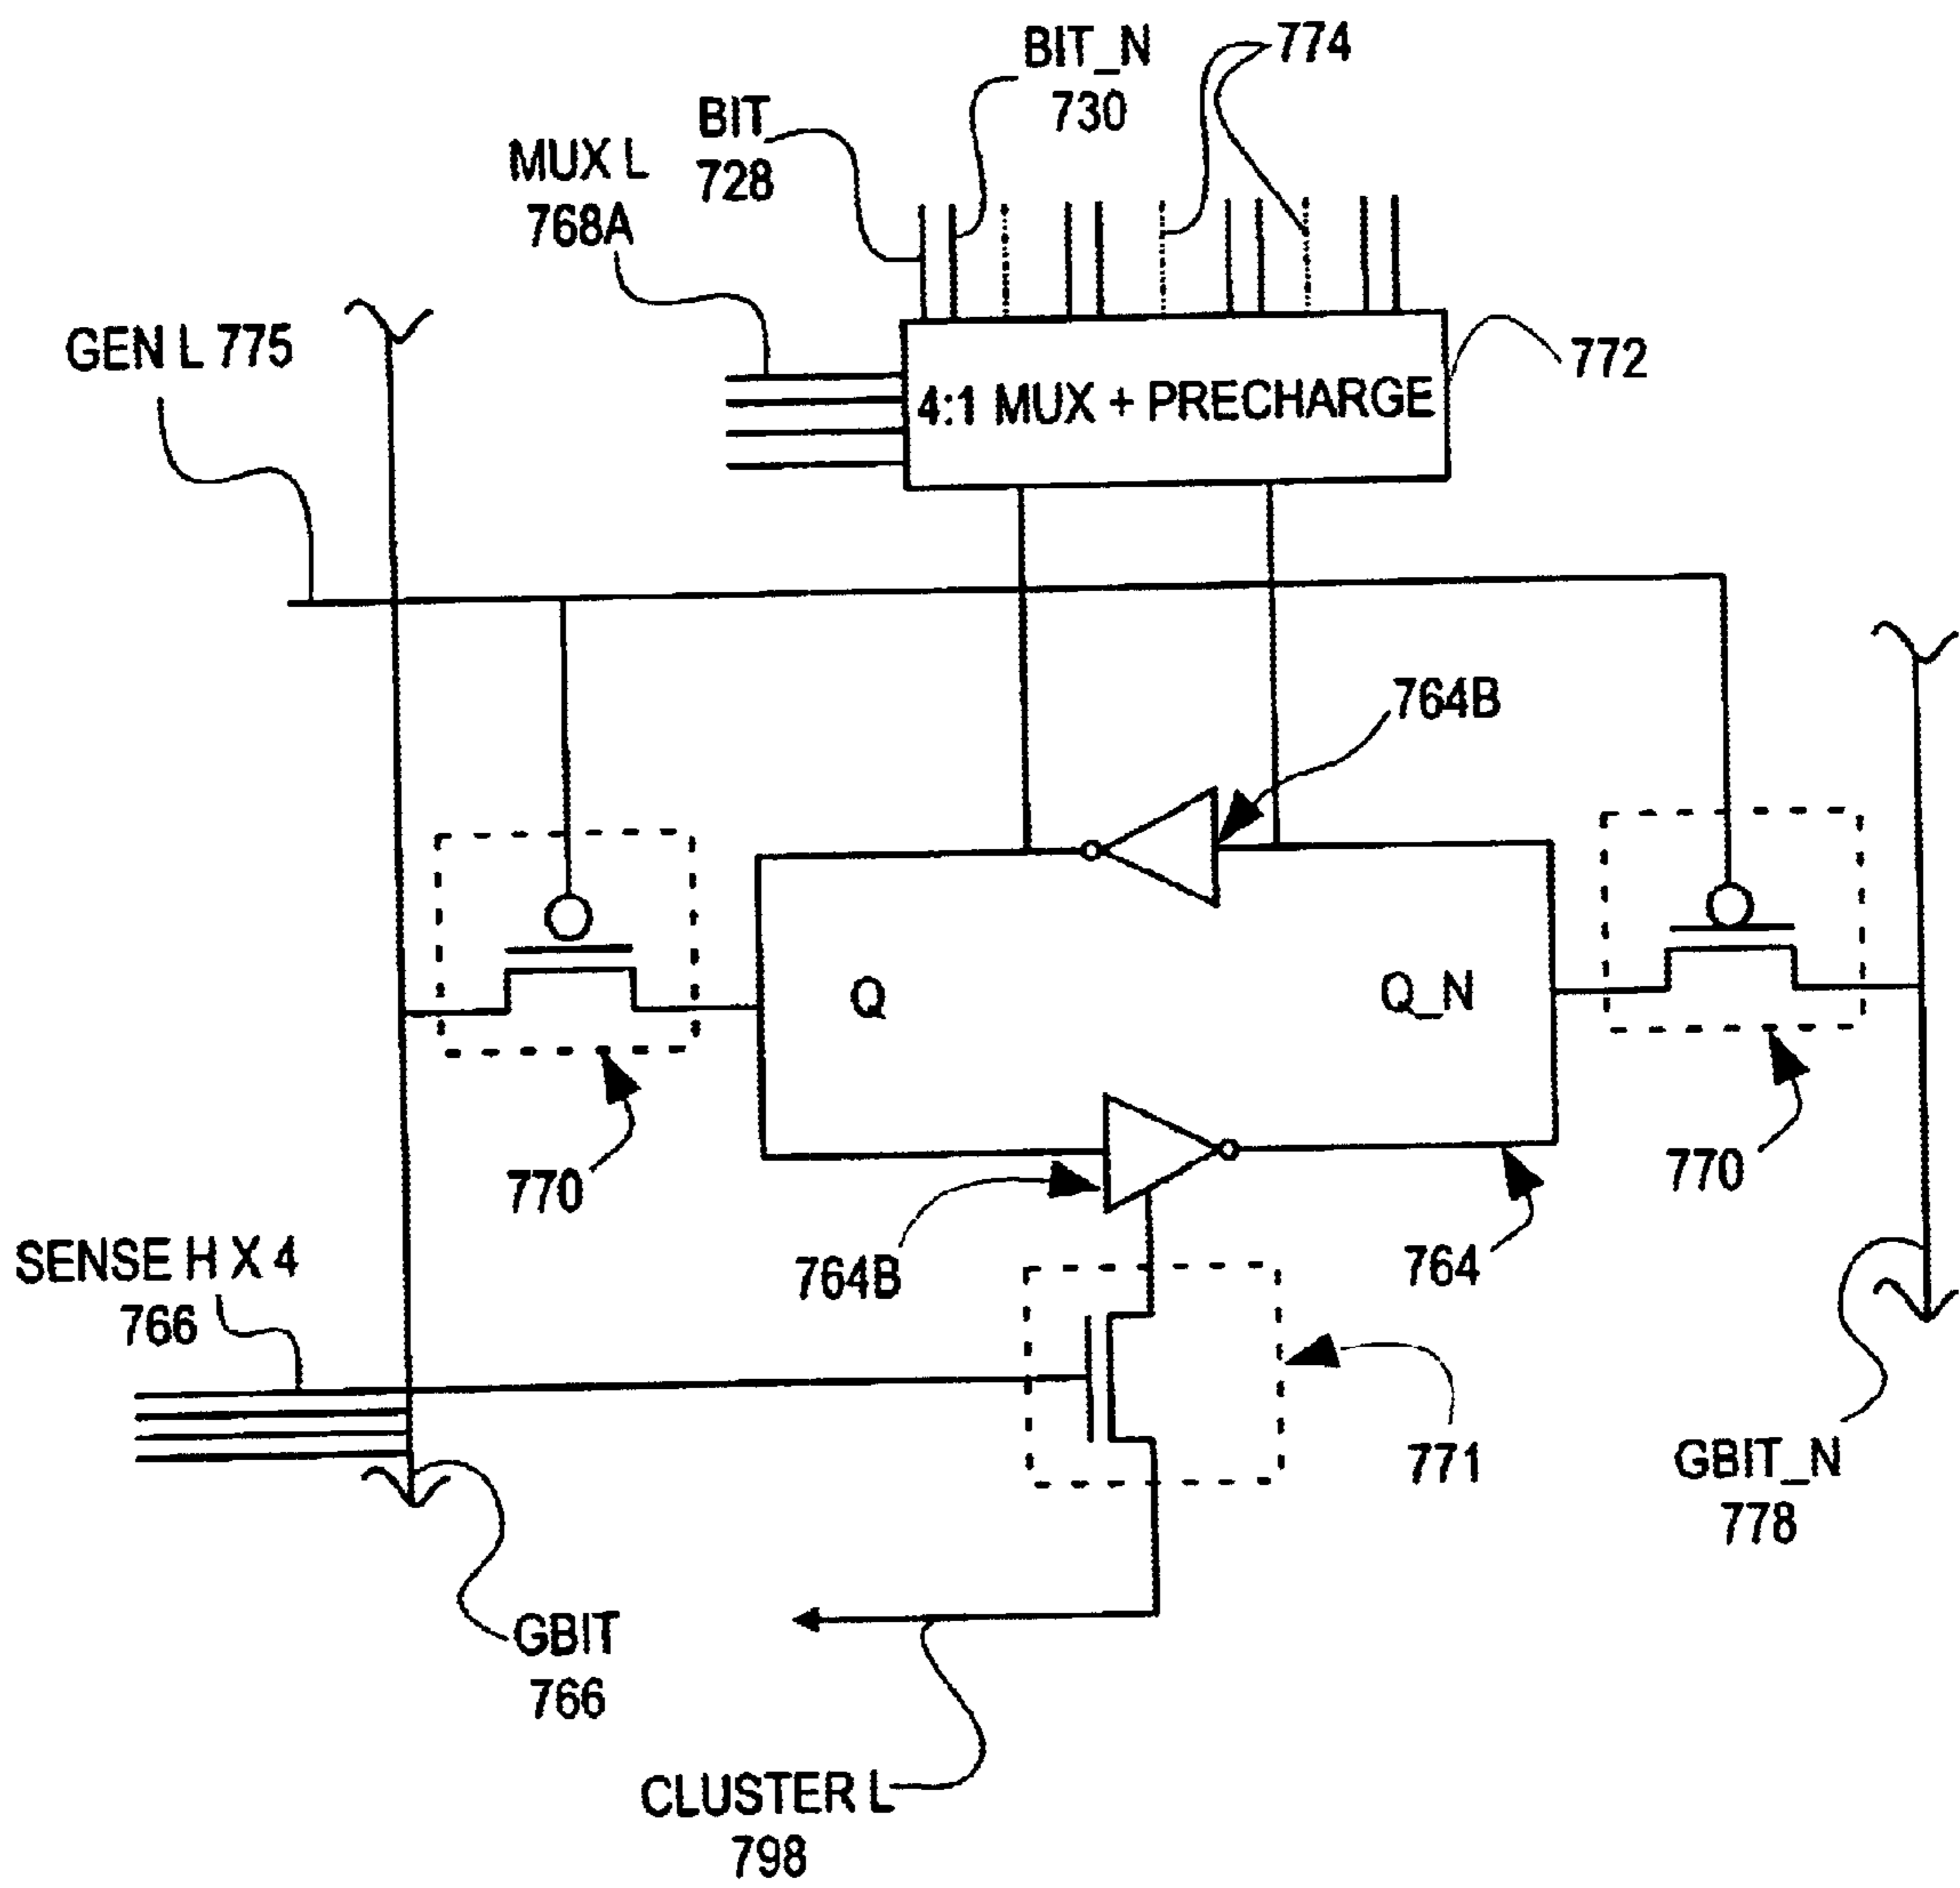 BIT_N
730
774
BIT
728
MUX L
768A
GEN L 775
772
4:1 MUX + PRECHARGE
764B
Q
Q_N
770
770
764B
764
SENSE H X 4
766
771
GBIT_N
778
GBIT
766
CLUSTER L
798